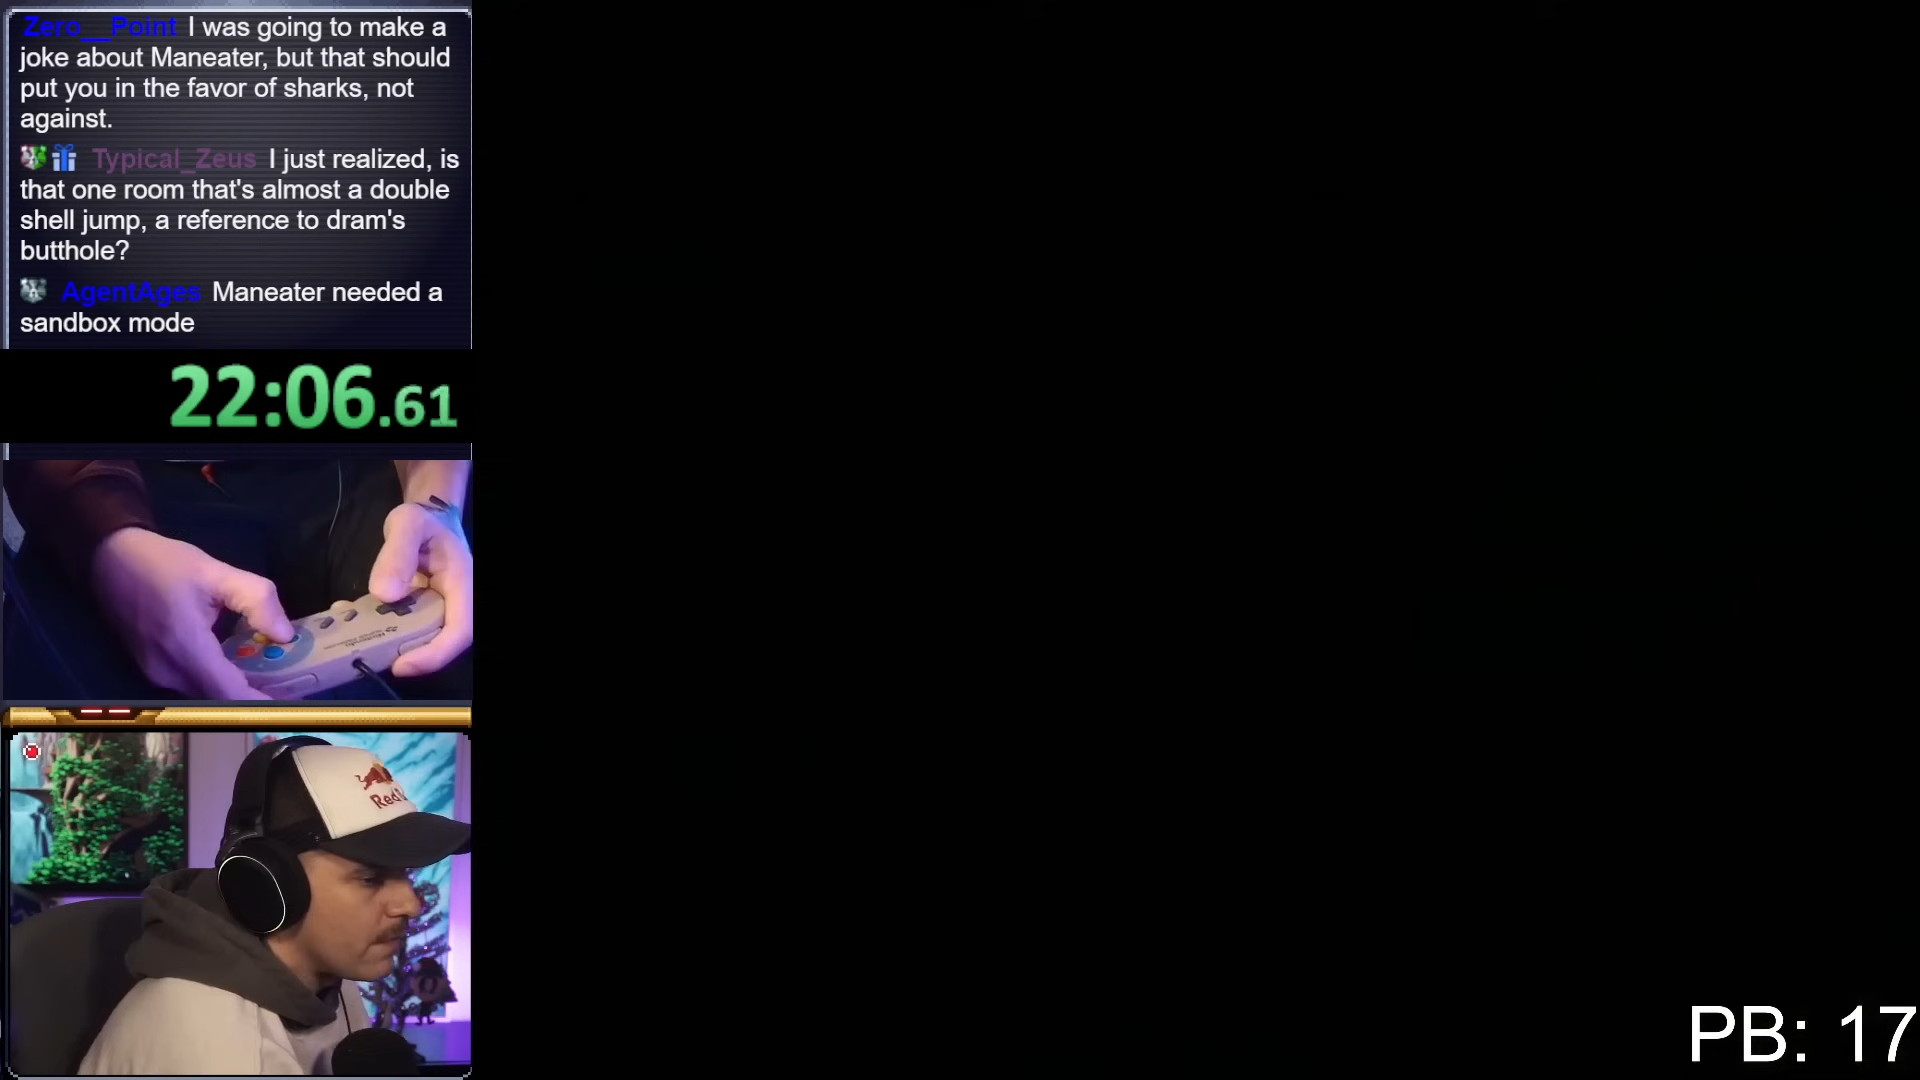 Zero__Point I was going to make a
joke about Maneater, but that should
put you in the favor of sharks, not
against.
Typical_Zeus I just realized, is
that one room that's almost a double
shell jump, a reference to dram's
butthole?
AgentAges Maneater needed a
sandbox mode
22:06.61
PB: 17